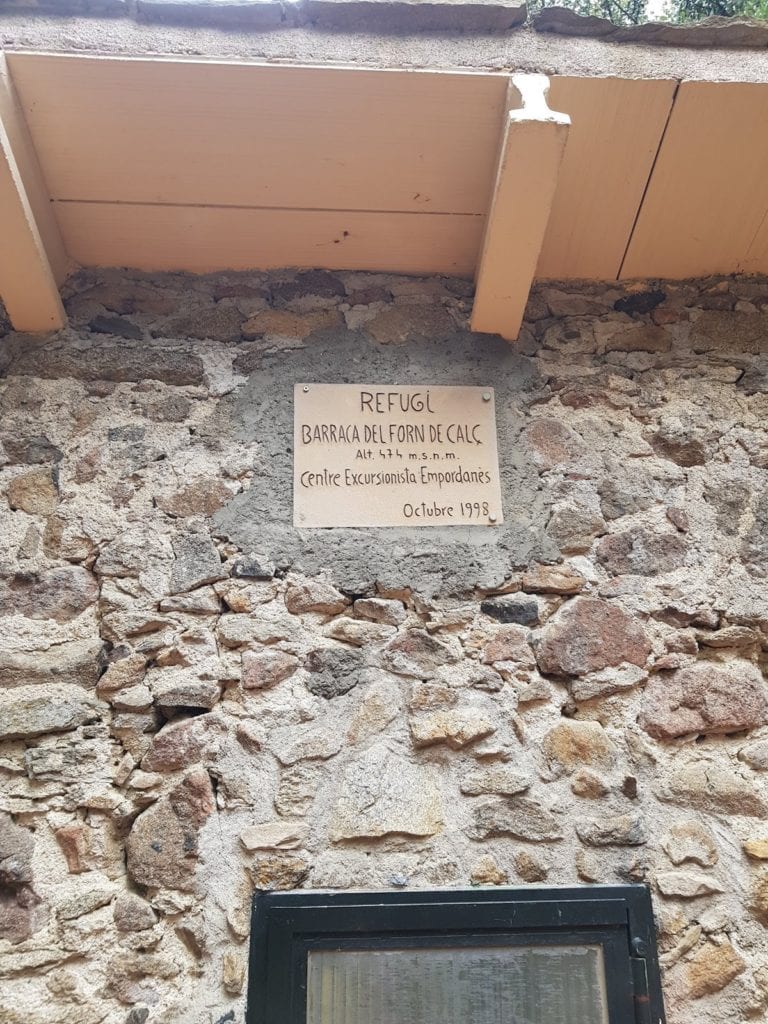 REFUGİ
BARRACA DEL FORN DE CALÇ
Alt. 474 m.s.n.m.
Centre Excursionista Empordanès
Octubre 1998